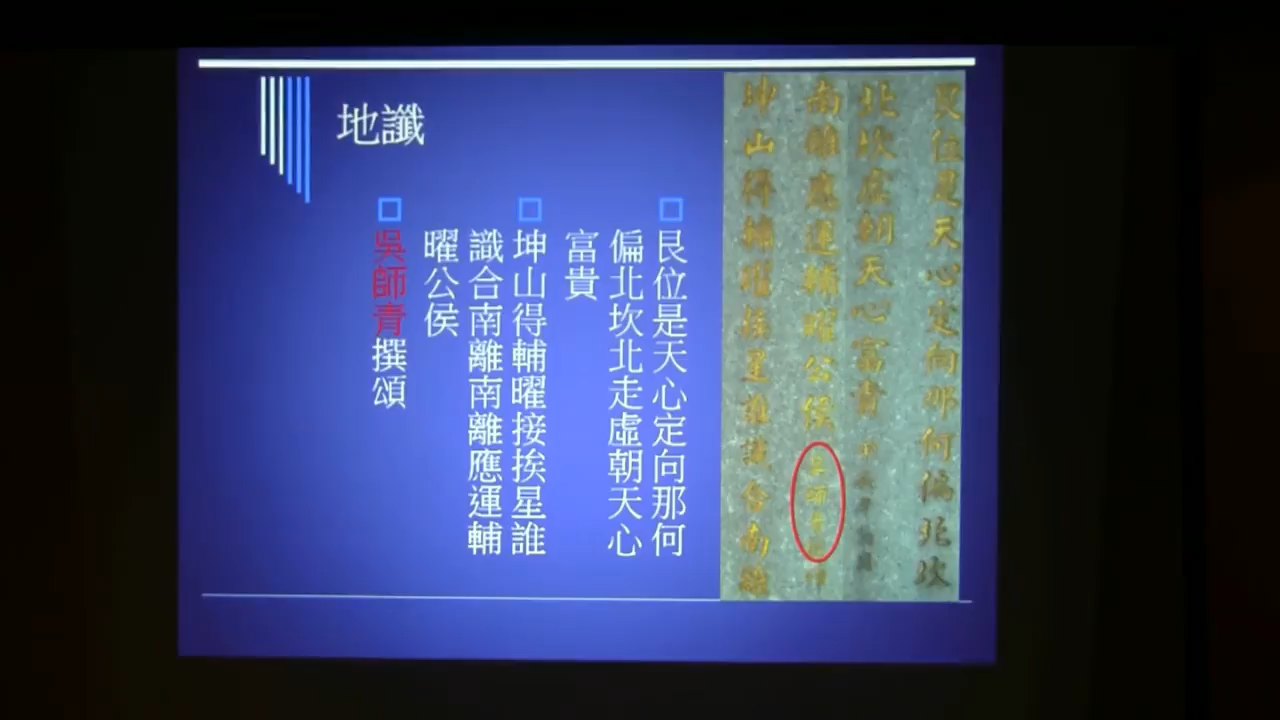 地讖
艮位是天心定向那何
偏北坎北走虛朝天心
富貴
坤山得輔曜接挨星誰
識合南離南離應運輔
曜公侯
吳師青撰頌
艮位是天心定向那何偏北坎
北坎朝天心富貴
南離應運輔曜公侯
吳師青
坤山得輔曜挨星誰識合南離